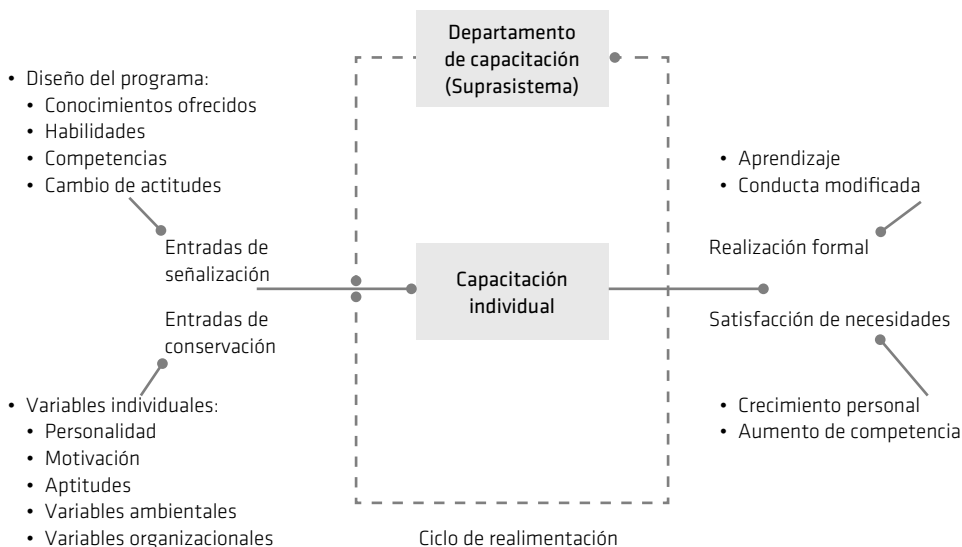 Departamento
de capacitación
(Suprasistema)
• Diseño del programa:
• Conocimientos ofrecidos
• Habilidades
• Competencias
• Cambio de actitudes
Entradas de
señalización
Entradas de
conservación
• Variables individuales:
• Personalidad
• Motivación
• Aptitudes
• Variables ambientales
• Variables organizacionales
Capacitación
individual
• Aprendizaje
• Conducta modificada
Realización formal
Satisfacción de necesidades
• Crecimiento personal
• Aumento de competencia
Ciclo de realimentación